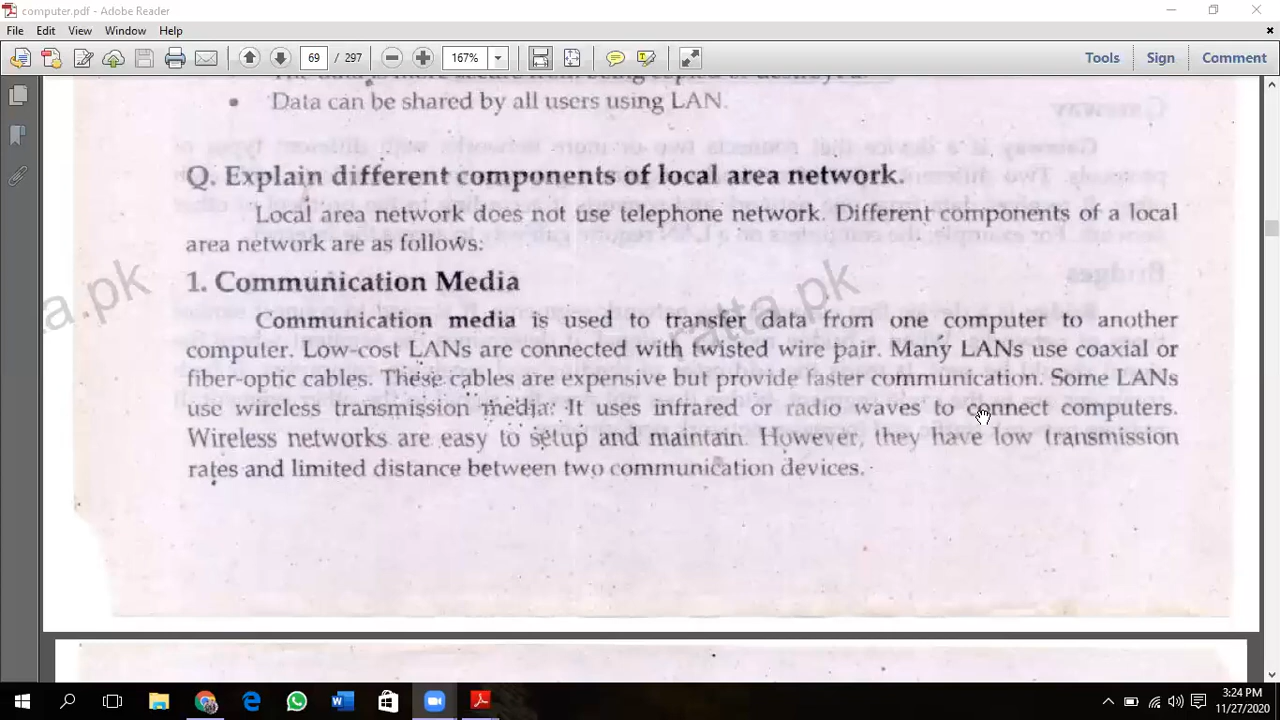 computer.pdf - Adobe Reader
File Edit View Window Help
69 / 297 167% Tools Sign Comment
• Data can be shared by all users using LAN.
Q. Explain different components of local area network.
Local area network does not use telephone network. Different components of a local
area network are as follows:
1. Communication Media
Communication media is used to transfer data from one computer to another
computer. Low-cost LANs are connected with twisted wire pair. Many LANs use coaxial or
fiber-optic cables. These cables are expensive but provide faster communication. Some LANs
use wireless transmission media. It uses infrared or radio waves to connect computers.
Wireless networks are easy to setup and maintain. However, they have low transmission
rates and limited distance between two communication devices.
3:24 PM
11/27/2020